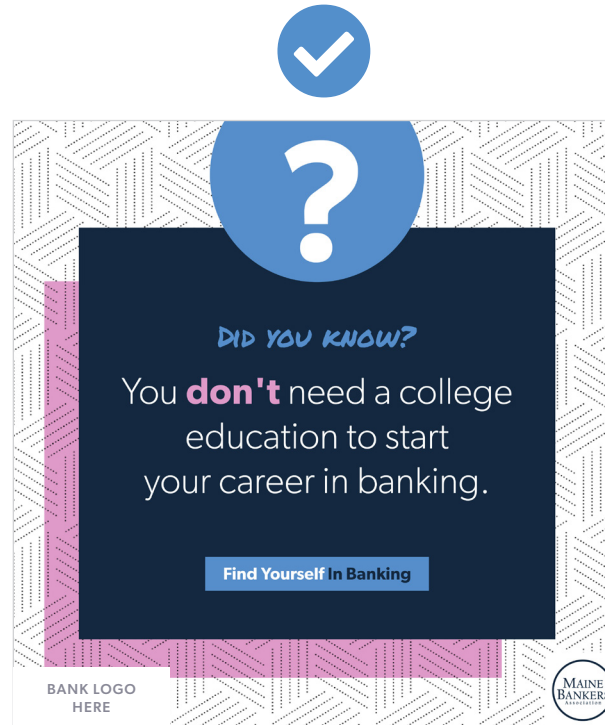 ?
DID YOU KNOW?
You don't need a college
education to start
your career in banking.
Find Yourself In Banking
BANK LOGO
HERE
MAINE
BANKERS
Association